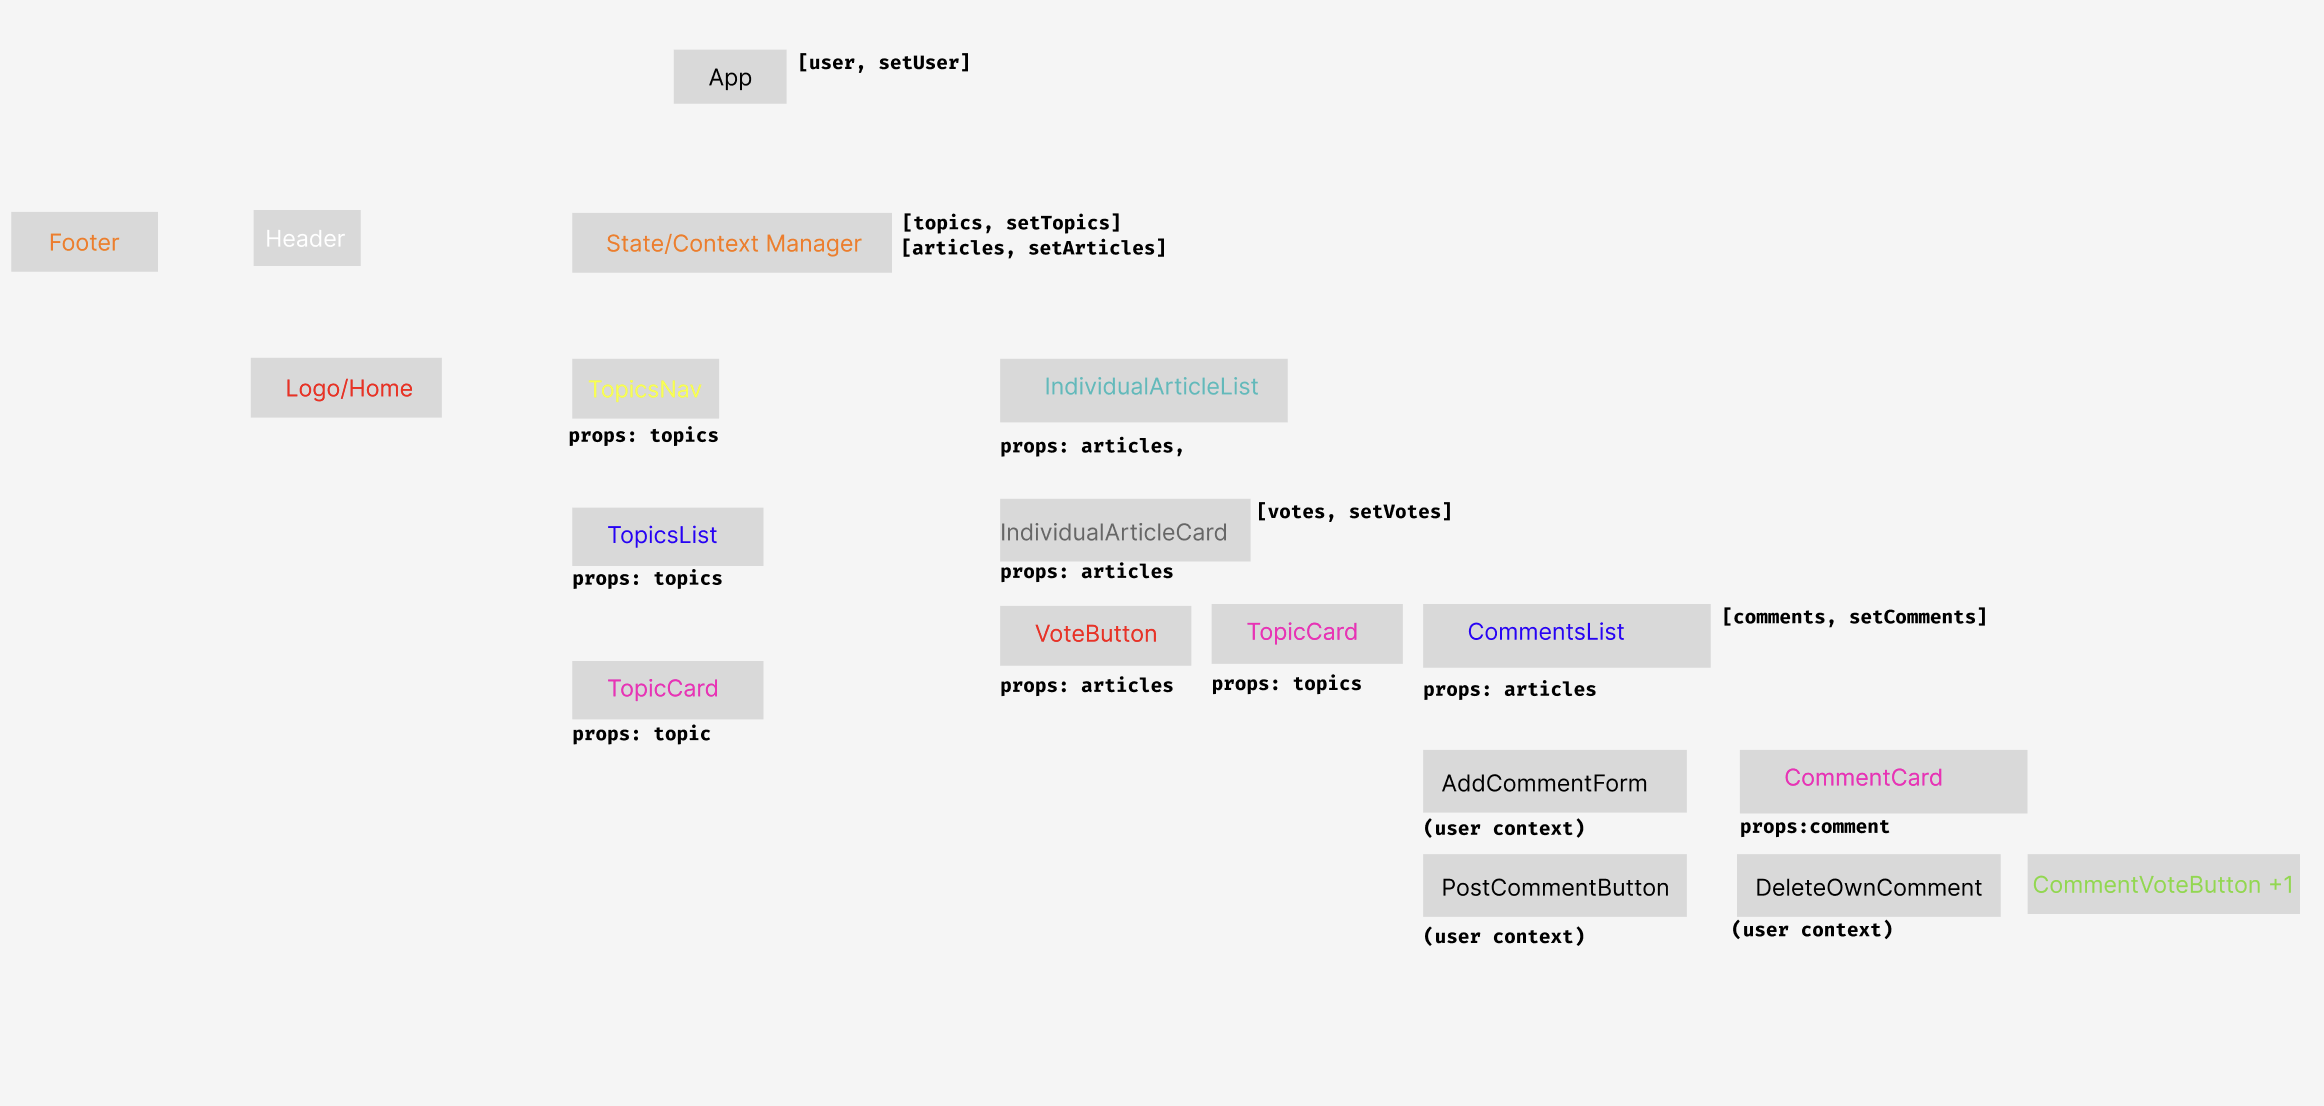 App
[user, setUser]
Footer
Header
State/Context Manager
[topics, setTopics]
[articles, setArticles]
Logo/Home
TopicsNav
props: topics
IndividualArticleList
props: articles,
TopicsList
props: topics
IndividualArticleCard
[votes, setVotes]
props: articles
VoteButton
props: articles
TopicCard
props: topics
CommentsList
[comments, setComments]
props: articles
TopicCard
props: topic
AddCommentForm
(user context)
CommentCard
props:comment
PostCommentButton
(user context)
DeleteOwnComment
(user context)
CommentVoteButton +1